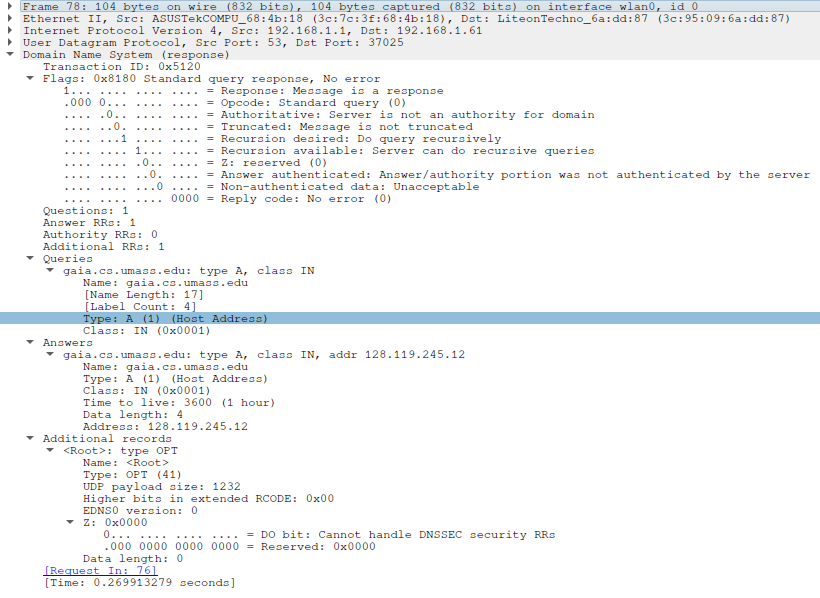 Frame 78: 104 bytes on wire (832 bits), 104 bytes captured (832 bits) on interface wlan0, id 0
Ethernet II, Src: ASUSTekCOMPU_68:4b:18 (3c:7c:3f:68:4b:18), Dst: LiteonTechno_6a:dd:87 (3c:95:09:6a:dd:87)
Internet Protocol Version 4, Src: 192.168.1.1, Dst: 192.168.1.61
User Datagram Protocol, Src Port: 53, Dst Port: 37025
Domain Name System (response)
Transaction ID: 0x5120
Flags: 0x8180 Standard query response, No error
1... .... .... .... = Response: Message is a response
.000 0... .... .... = Opcode: Standard query (0)
.... .0.. .... .... = Authoritative: Server is not an authority for domain
.... ..0. .... .... = Truncated: Message is not truncated
.... ...1 .... .... = Recursion desired: Do query recursively
.... .... 1... .... = Recursion available: Server can do recursive queries
.... .... .0.. .... = Z: reserved (0)
.... .... ..0. .... = Answer authenticated: Answer/authority portion was not authenticated by the server
.... .... ...0 .... = Non-authenticated data: Unacceptable
.... .... .... 0000 = Reply code: No error (0)
Questions: 1
Answer RRs: 1
Authority RRs: 0
Additional RRs: 1
Queries
gaia.cs.umass.edu: type A, class IN
Name: gaia.cs.umass.edu
[Name Length: 17]
[Label Count: 4]
Type: A (1) (Host Address)
Class: IN (0x0001)
Answers
gaia.cs.umass.edu: type A, class IN, addr 128.119.245.12
Name: gaia.cs.umass.edu
Type: A (1) (Host Address)
Class: IN (0x0001)
Time to live: 3600 (1 hour)
Data length: 4
Address: 128.119.245.12
Additional records
<Root>: type OPT
Name: <Root>
Type: OPT (41)
UDP payload size: 1232
Higher bits in extended RCODE: 0x00
EDNS0 version: 0
Z: 0x0000
0... .... .... .... = DO bit: Cannot handle DNSSEC security RRs
.000 0000 0000 0000 = Reserved: 0x0000
Data length: 0
[Request In: 76]
[Time: 0.269913279 seconds]